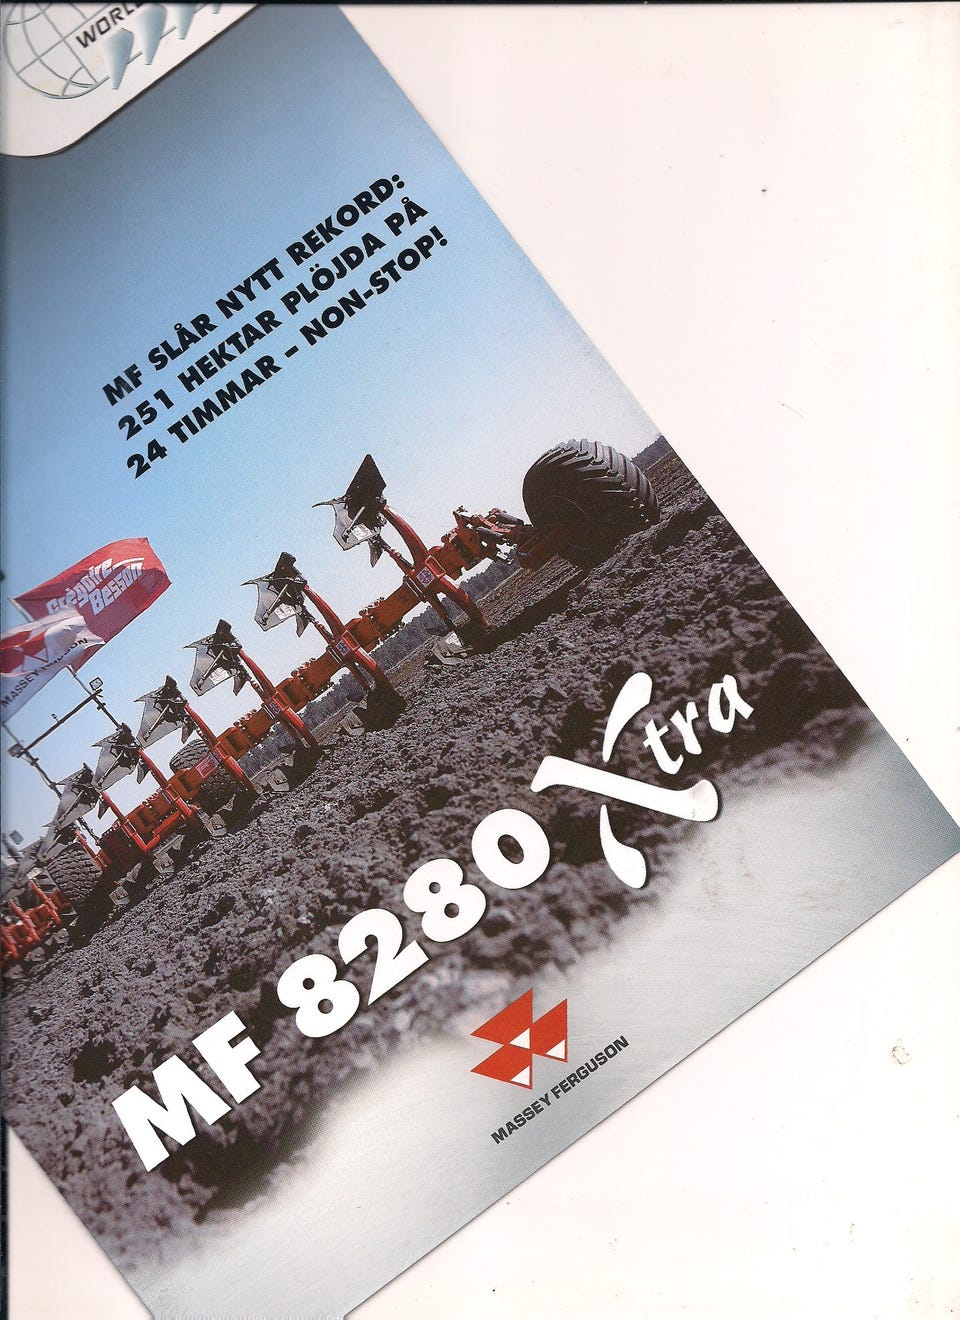 WORL
MF SLÅR NYTT REKORD:
251 HEKTAR PLÖJDA PÅ
24 TIMMAR – NON-STOP!
Grégoire
Besson
MASSEY FERGUSON
MF 8280 Xtra
MASSEY FERGUSON